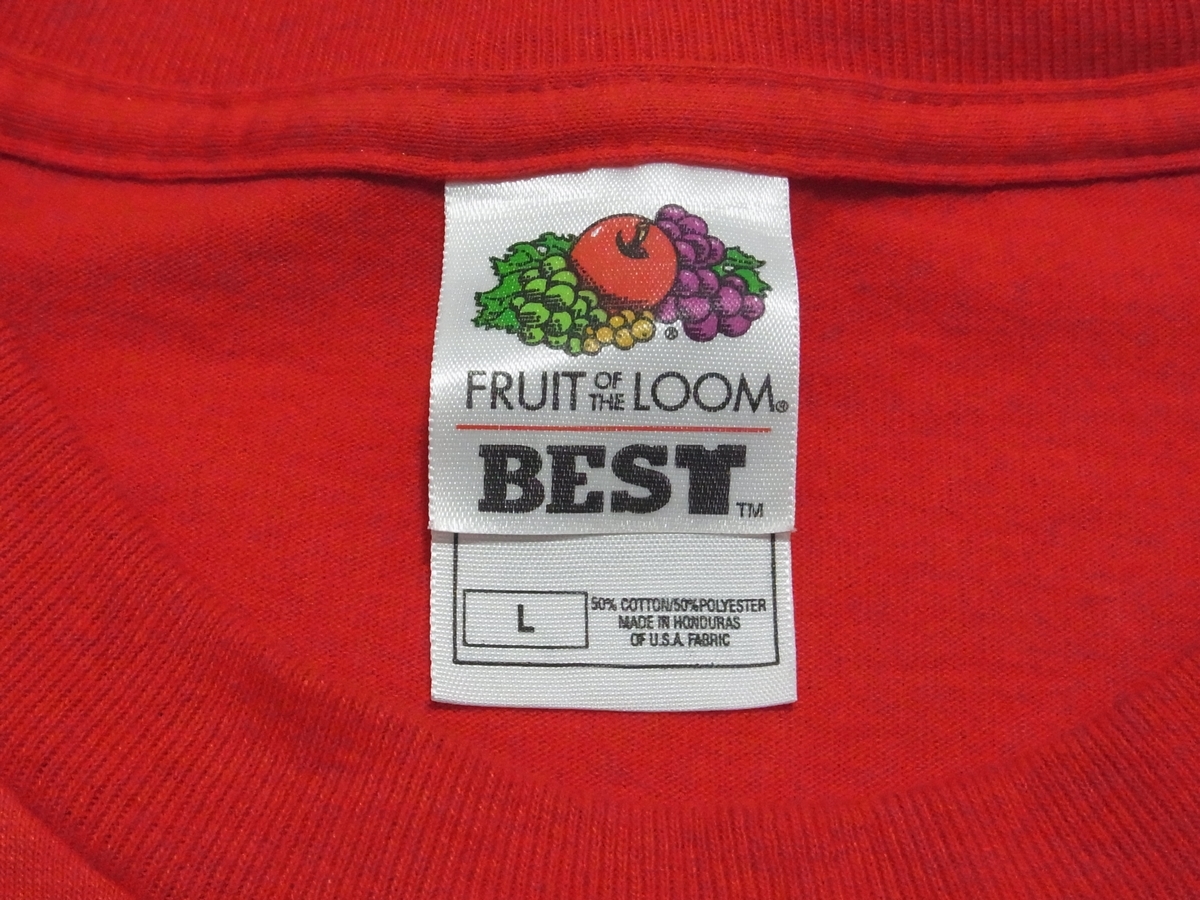 ®
FRUIT OF THE LOOM®
BEST™
L
50% COTTON/50%POLYESTER
MADE IN HONDURAS
OF U.S.A. FABRIC